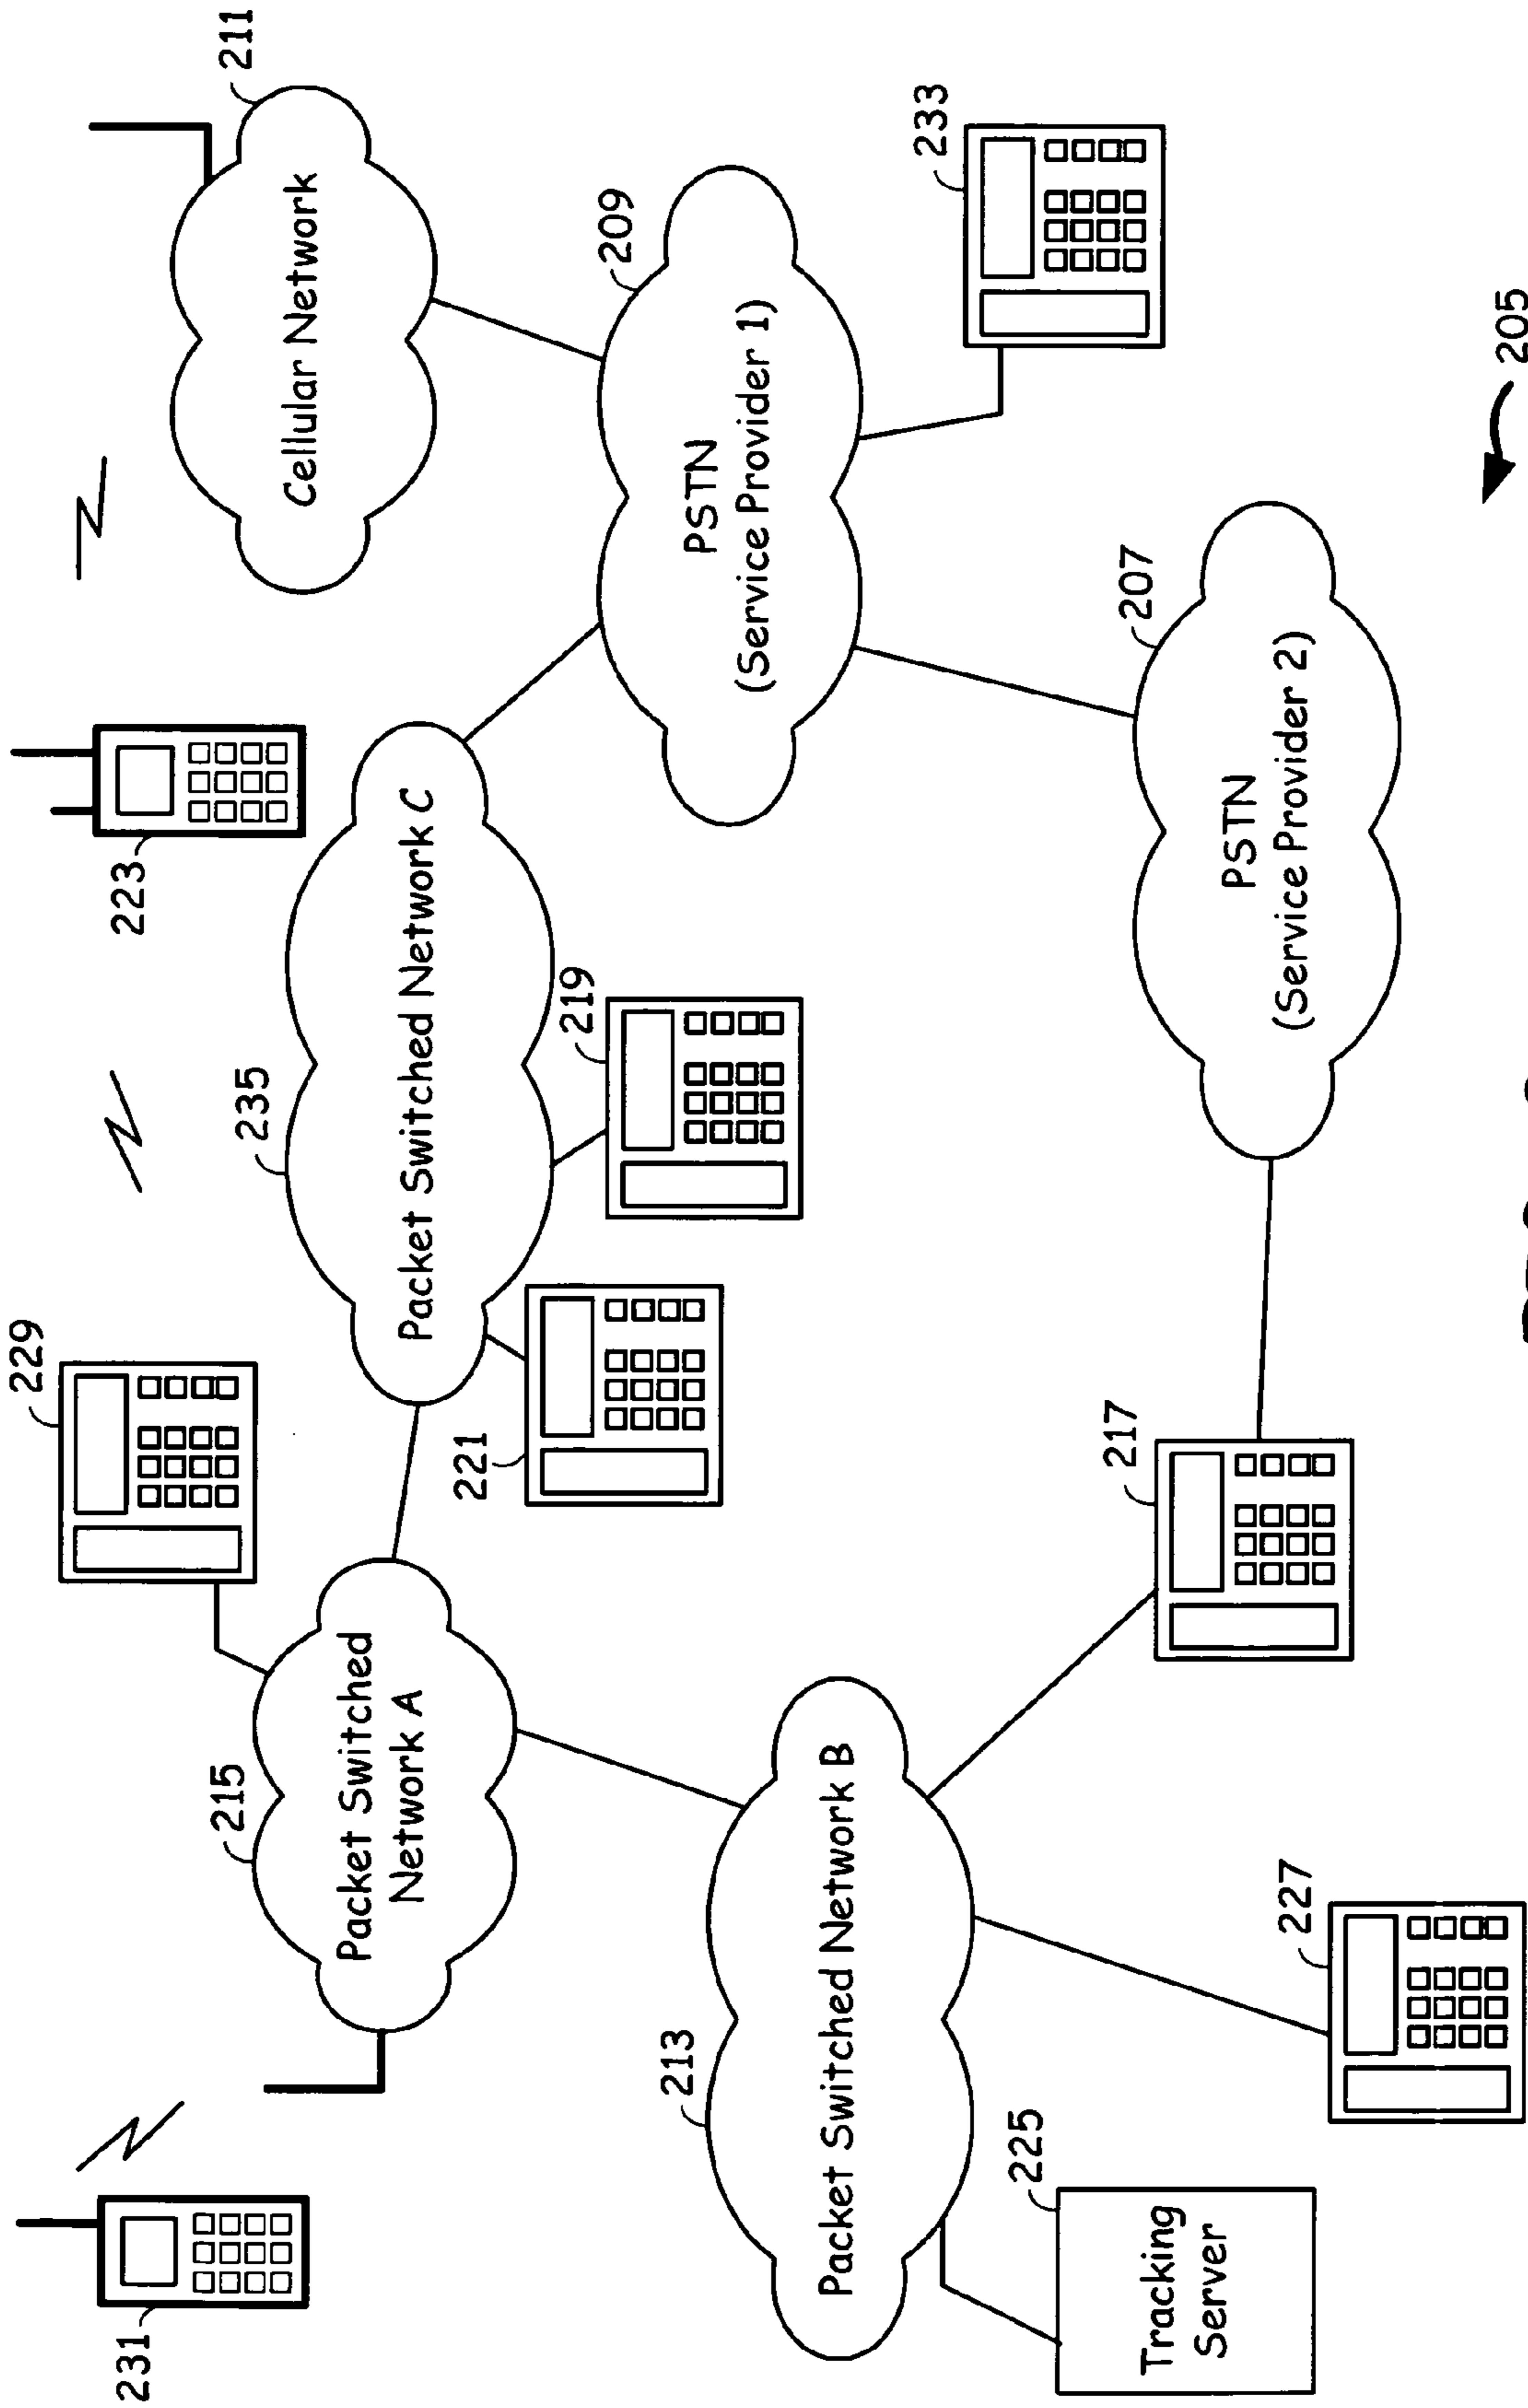 231
223
211
229
Cellular Network
215
235
Packet Switched
Network A
Packet Switched Network C
221
219
209
PSTN
(Service Provider 1)
233
213
Packet Switched Network B
217
207
PSTN
(Service Provider 2)
225
Tracking
Server
227
205